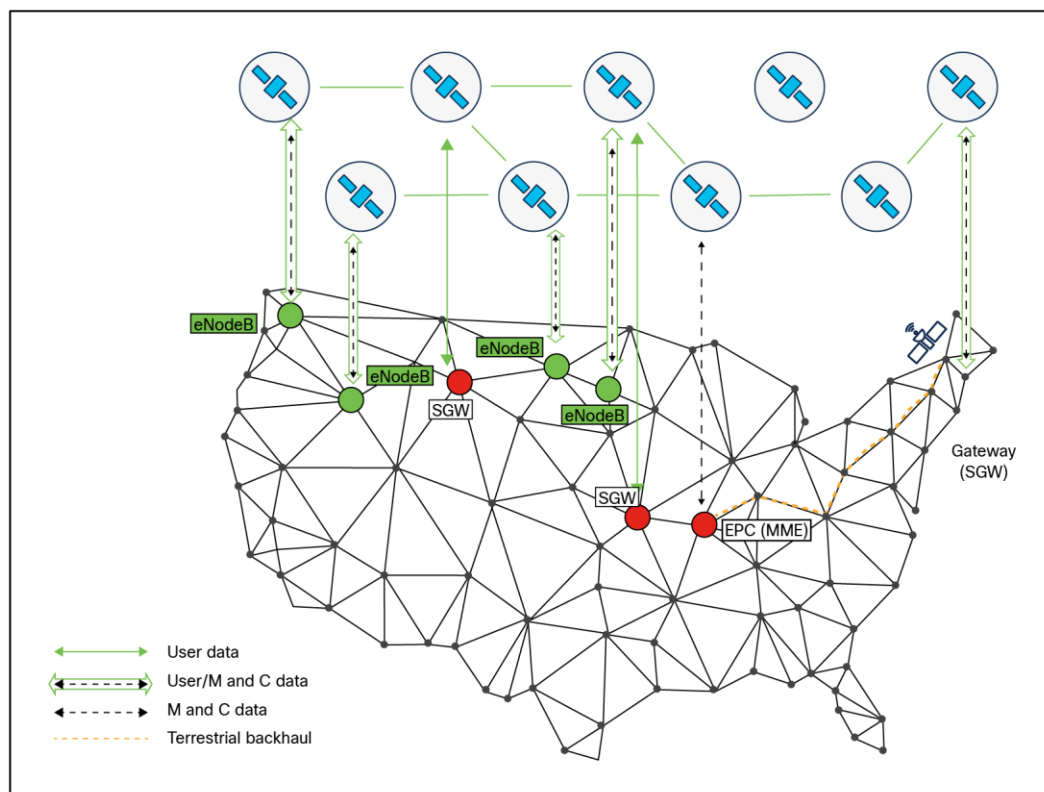 eNodeB
eNodeB
eNodeB
SGW
eNodeB
Gateway
(SGW)
SGW
EPC (MME)
User data
User/M and C data
M and C data
Terrestrial backhaul